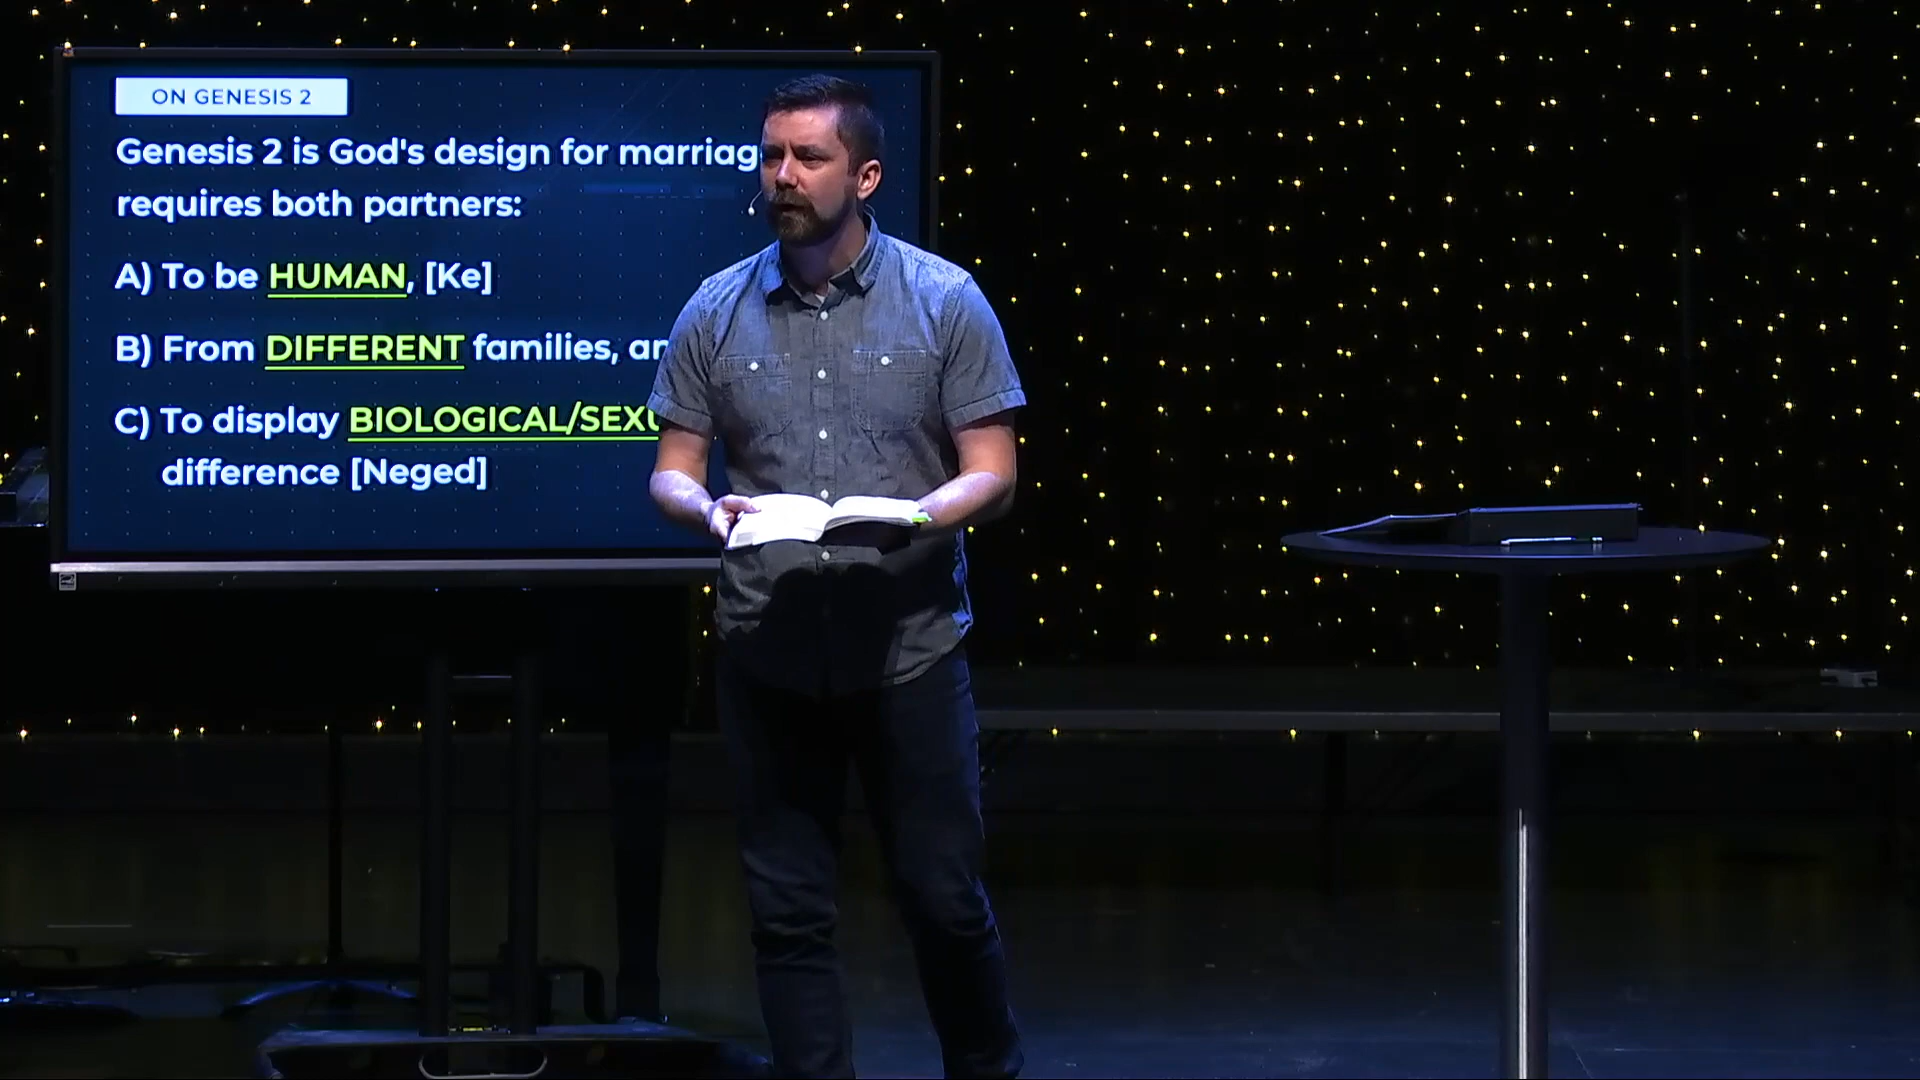 ON GENESIS 2
Genesis 2 is God's design for marriag
requires both partners:
A) To be HUMAN, [Ke]
B) From DIFFERENT families, an
C) To display BIOLOGICAL/SEXU
difference [Neged]